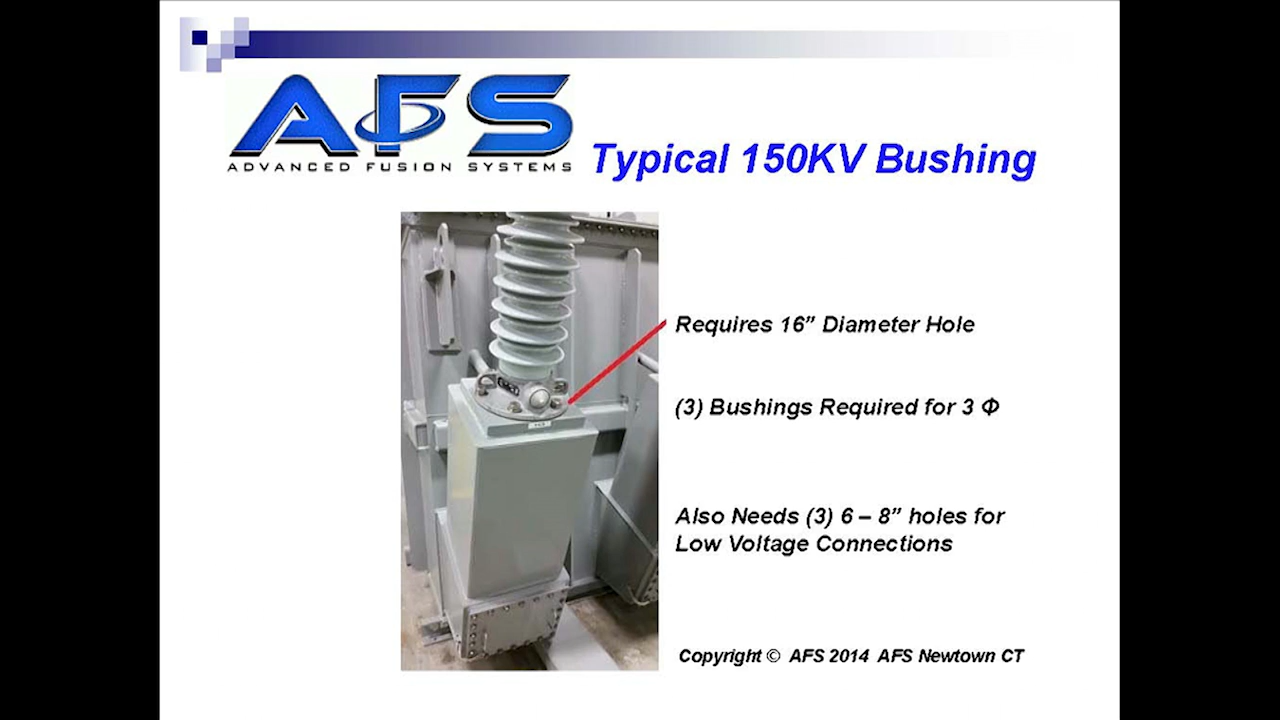 AFS
ADVANCED FUSION SYSTEMS
Typical 150KV Bushing
Requires 16” Diameter Hole
(3) Bushings Required for 3 Φ
Also Needs (3) 6 – 8” holes for
Low Voltage Connections
Copyright © AFS 2014 AFS Newtown CT